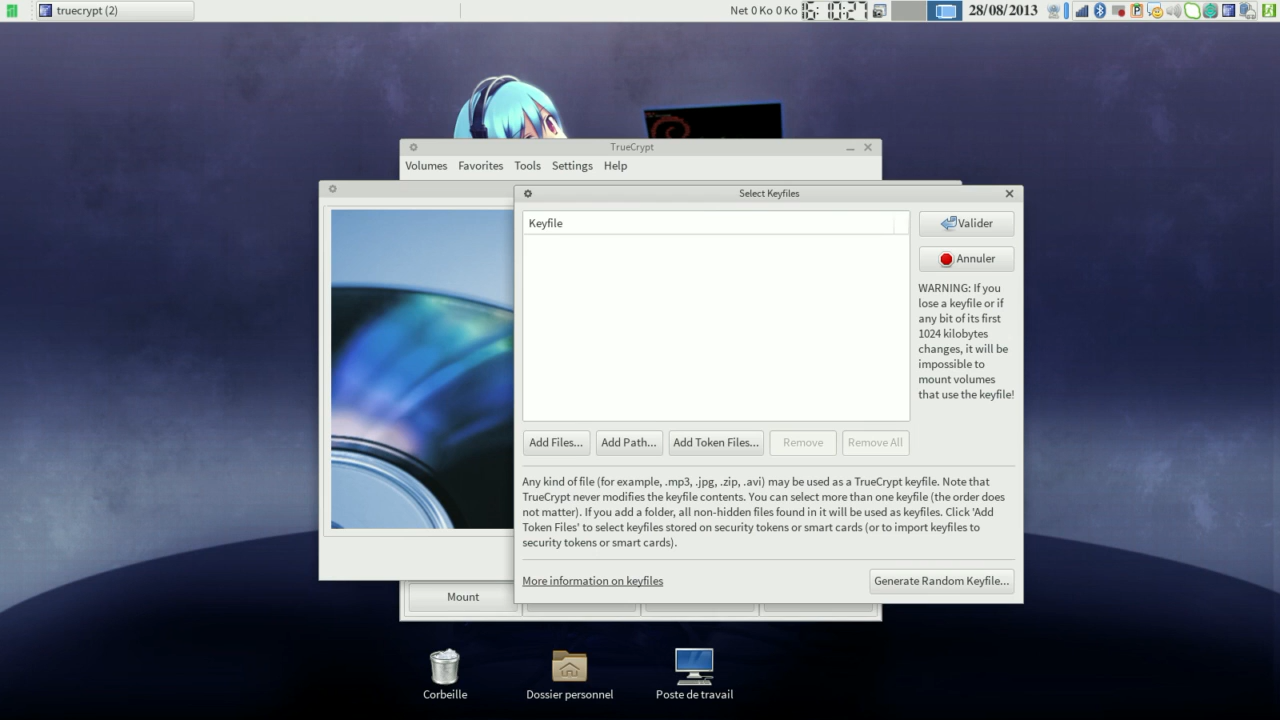 truecrypt (2)
Net 0 Ko 0 Ko
16: 10:27
28/08/2013
TrueCrypt
Volumes Favorites Tools Settings Help
Select Keyfiles
Keyfile
Valider
Annuler
WARNING: If you
lose a keyfile or if
any bit of its first
1024 kilobytes
changes, it will be
impossible to
mount volumes
that use the keyfile!
Add Files... Add Path... Add Token Files... Remove Remove All
Any kind of file (for example, .mp3, .jpg, .zip, .avi) may be used as a TrueCrypt keyfile. Note that
TrueCrypt never modifies the keyfile contents. You can select more than one keyfile (the order does
not matter). If you add a folder, all non-hidden files found in it will be used as keyfiles. Click 'Add
Token Files' to select keyfiles stored on security tokens or smart cards (or to import keyfiles to
security tokens or smart cards).
More information on keyfiles
Generate Random Keyfile...
Mount
Corbeille
Dossier personnel
Poste de travail